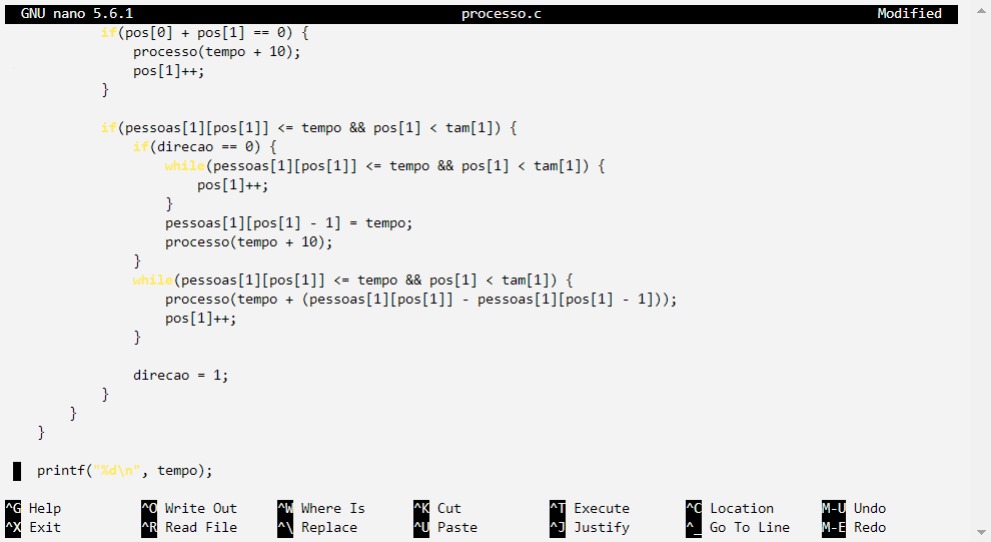 GNU nano 5.6.1 processo.c Modified
if(pos[0] + pos[1] == 0) {
processo(tempo + 10);
pos[1]++;
}
if(pessoas[1][pos[1]] <= tempo && pos[1] < tam[1]) {
if(direcao == 0) {
while(pessoas[1][pos[1]] <= tempo && pos[1] < tam[1]) {
pos[1]++;
}
pessoas[1][pos[1] - 1] = tempo;
processo(tempo + 10);
}
while(pessoas[1][pos[1]] <= tempo && pos[1] < tam[1]) {
processo(tempo + (pessoas[1][pos[1]] - pessoas[1][pos[1] - 1]));
pos[1]++;
}
direcao = 1;
}
}
}
printf("%d\n", tempo);
^G Help ^O Write Out ^W Where Is ^K Cut ^T Execute ^C Location M-U Undo
^X Exit ^R Read File ^\ Replace ^U Paste ^J Justify ^_ Go To Line M-E Redo